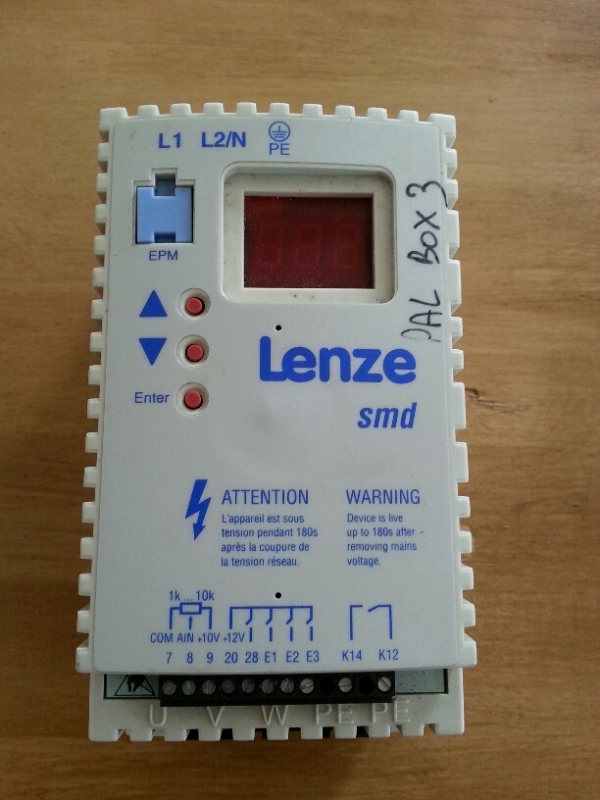 L1 L2/N
PE
EPM
PAL BOX 3
Enter
Lenze
smd
ATTENTION
L'appareil est sous
tension pendant 180s
après la coupure de
la tension réseau.
WARNING
Device is live
up to 180s after
removing mains
voltage.
1k ... 10k
COM AIN +10V +12V
7 8 9 20 28 E1 E2 E3 K14 K12
U V W PE PE